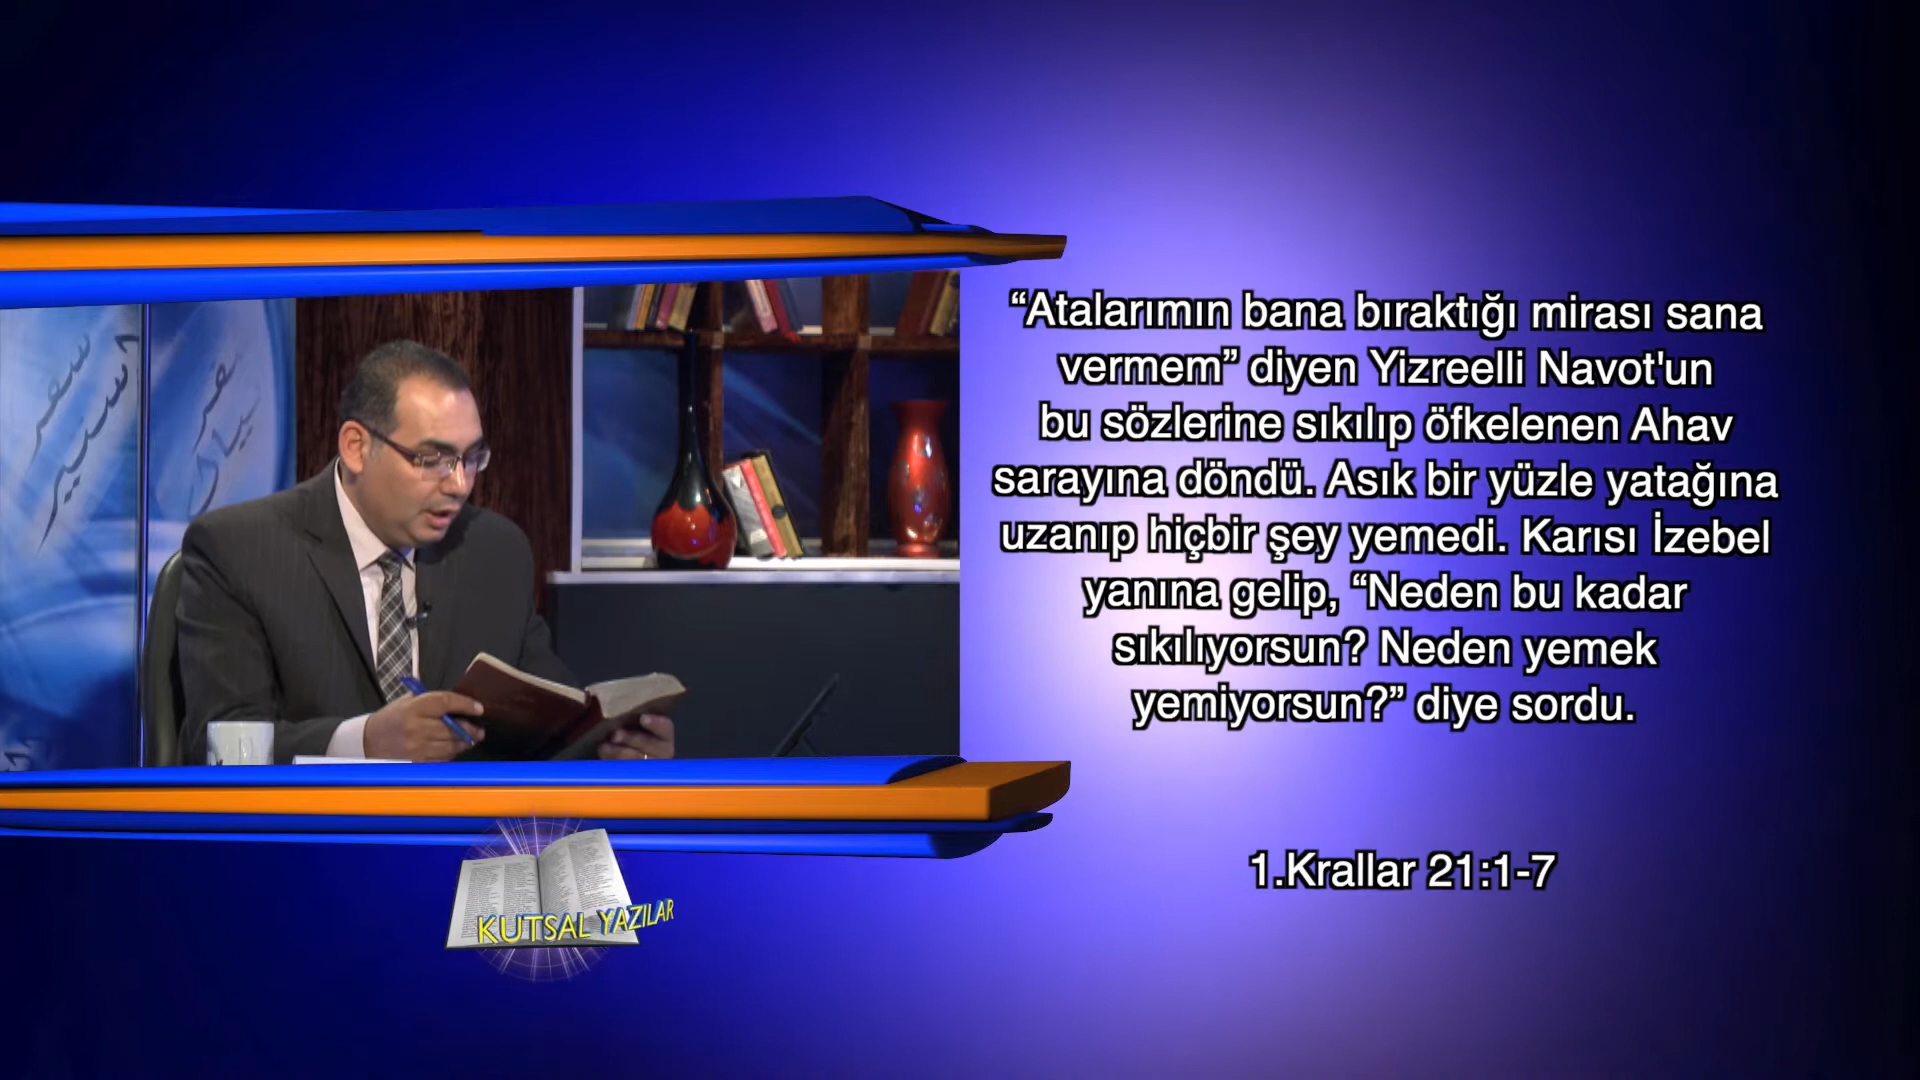 “Atalarımın bana bıraktığı mirası sana
vermem” diyen Yizreelli Navot'un
bu sözlerine sıkılıp öfkelenen Ahav
sarayına döndü. Asık bir yüzle yatağına
uzanıp hiçbir şey yemedi. Karısı İzebel
yanına gelip, “Neden bu kadar
sıkılıyorsun? Neden yemek
yemiyorsun?” diye sordu.
1.Krallar 21:1-7
KUTSAL YAZILAR